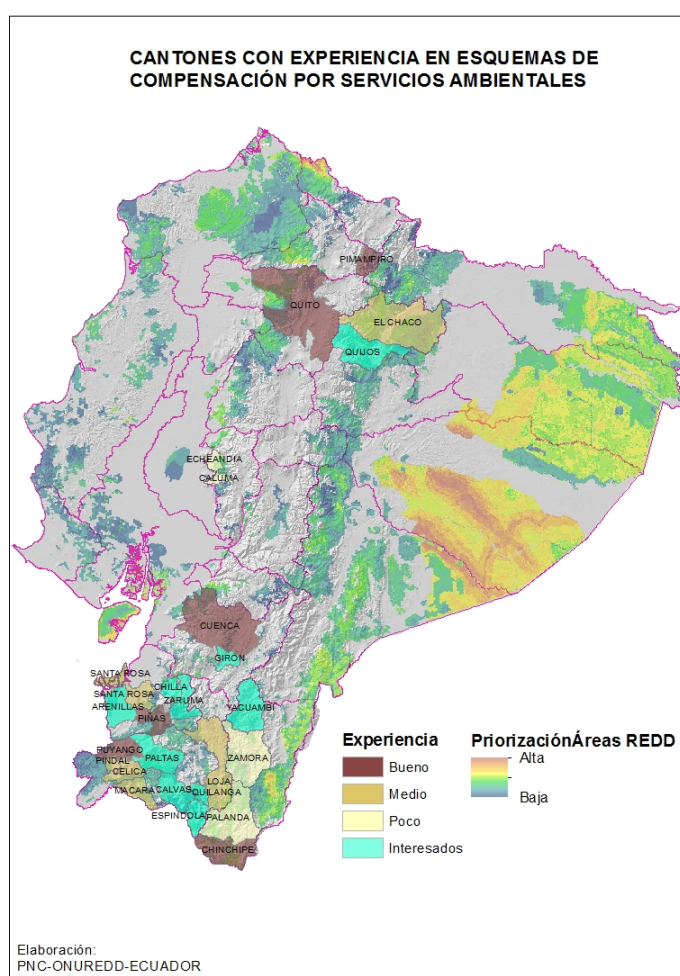 CANTONES CON EXPERIENCIA EN ESQUEMAS DE
COMPENSACIÓN POR SERVICIOS AMBIENTALES
PIMAMPIRO
QUITO
EL CHACO
QUIJOS
ECHEANDIA
CALUMA
CUENCA
GIRÓN
SANTA ROSA
CHILLA
SANTA ROSA
ZARUMA
YACUAMBI
ARENILLAS
PIÑAS
PUYANGO
PALTAS
ZAMORA
PINDAL
CELICA
LOJA
MACARÁ
CALVAS
QUILANGA
ESPINDOLA
PALANDA
CHINCHIPE
Experiencia
Bueno
Medio
Poco
Interesados
PriorizaciónÁreas REDD
Alta
Baja
Elaboración:
PNC-ONUREDD-ECUADOR